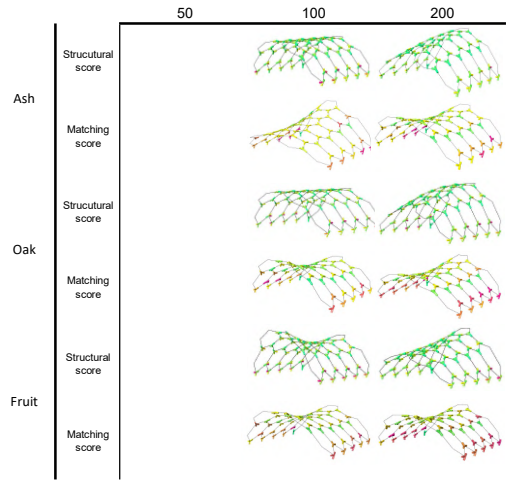 50 100 200
Ash
Strucutural
score
Matching
score
Oak
Strucutural
score
Matching
score
Fruit
Structural
score
Matching
score